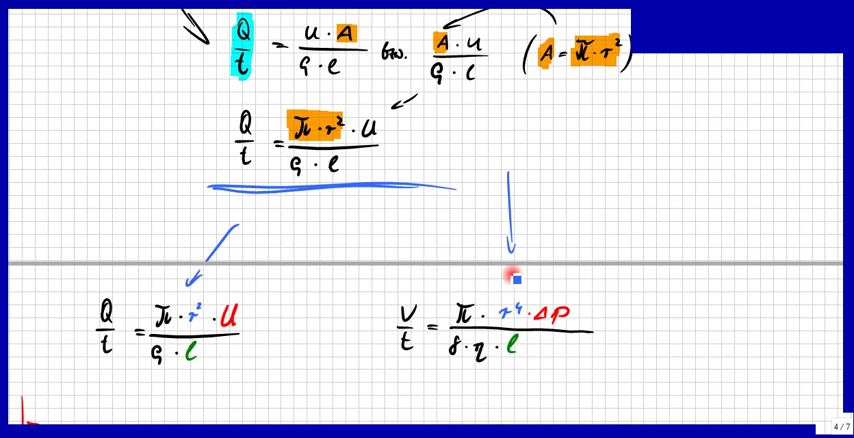 Q/t = U · A / ρ · l bzw. A · U / ρ · l ( A = π · r² )
Q/t = π · r² · U / ρ · l
Q/t = π · r² · U / ρ · l
V/t = π · r⁴ · Δp / 8 · η · l
4 / 7